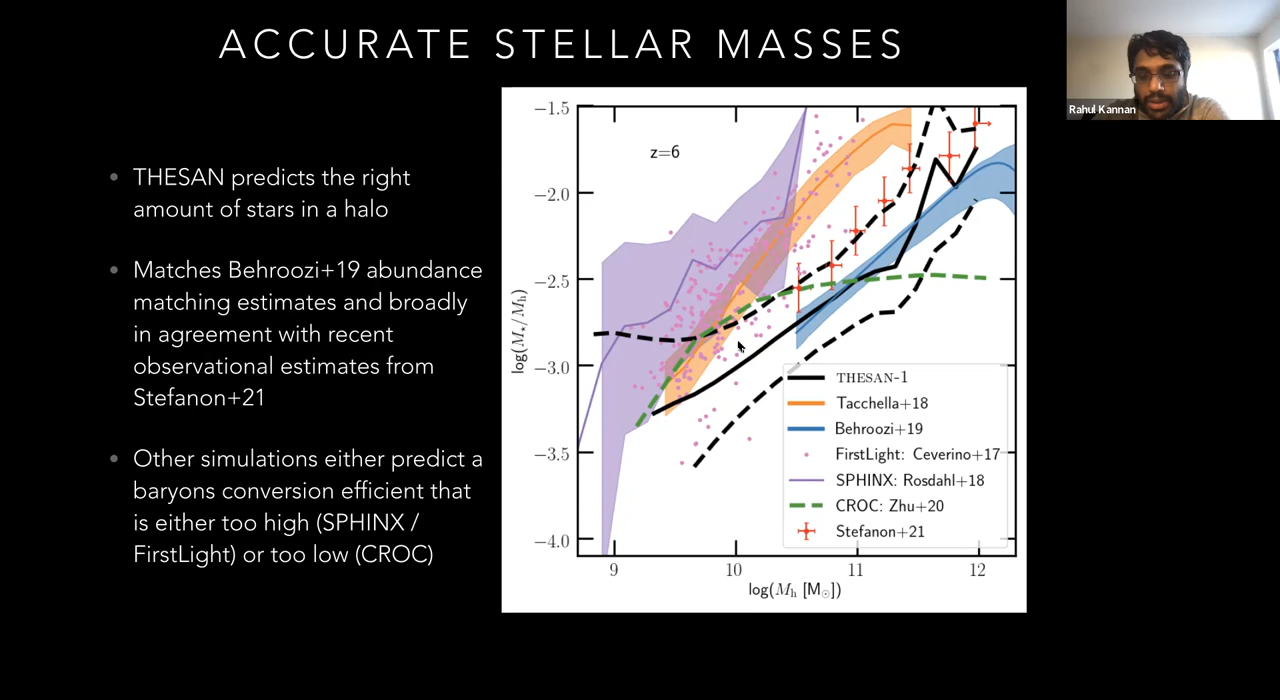 ACCURATE STELLAR MASSES
Rahul Kannan
THESAN predicts the right
amount of stars in a halo
Matches Behroozi+19 abundance
matching estimates and broadly
in agreement with recent
observational estimates from
Stefanon+21
Other simulations either predict a
baryons conversion efficient that
is either too high (SPHINX /
FirstLight) or too low (CROC)
z=6
log(M⋆/Mh)
−1.5
−2.0
−2.5
−3.0
−3.5
−4.0
9 10 11 12
log(Mh [M⊙])
THESAN-1
Tacchella+18
Behroozi+19
FirstLight: Ceverino+17
SPHINX: Rosdahl+18
CROC: Zhu+20
Stefanon+21